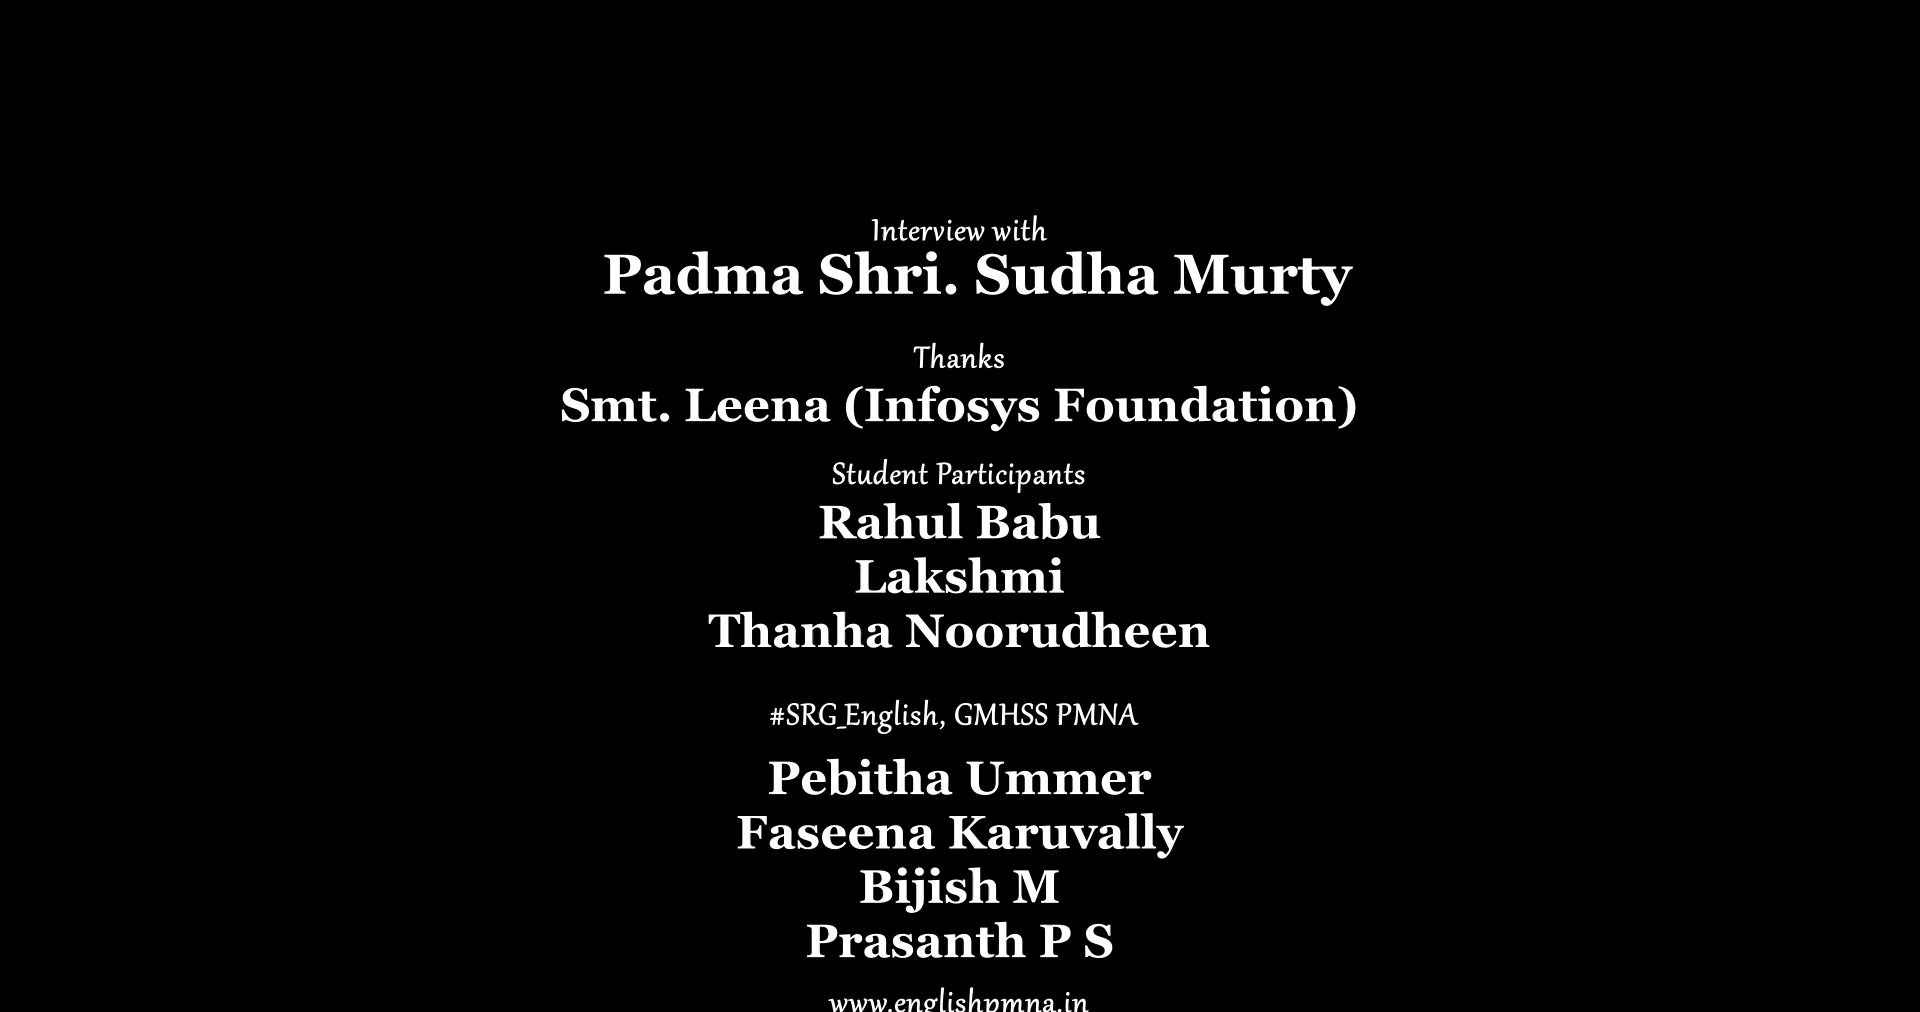 Interview with
Padma Shri. Sudha Murty
Thanks
Smt. Leena (Infosys Foundation)
Student Participants
Rahul Babu
Lakshmi
Thanha Noorudheen
#SRG_English, GMHSS PMNA
Pebitha Ummer
Faseena Karuvally
Bijish M
Prasanth P S
www.englishpmna.in